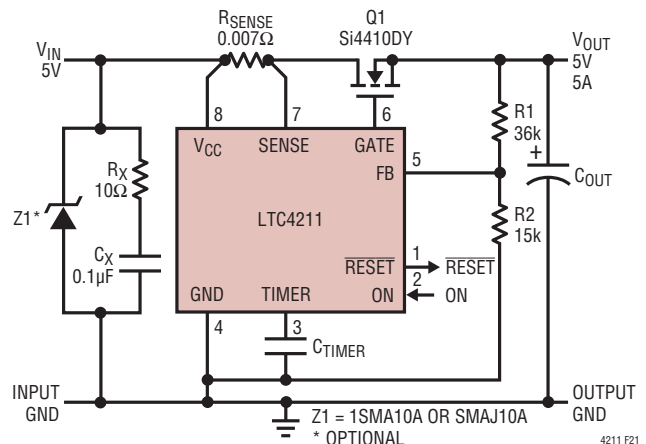 RSENSE
0.007Ω
Q1
Si4410DY
VIN
5V
VOUT
5V
5A
8
7
6
VCC
SENSE
GATE
R1
36k
5
FB
+
COUT
RX
10Ω
Z1*
LTC4211
R2
15k
CX
0.1µF
RESET
1
RESET
2
GND
TIMER
ON
ON
4
3
CTIMER
INPUT
GND
OUTPUT
GND
Z1 = 1SMA10A OR SMAJ10A
* OPTIONAL
4211 F21